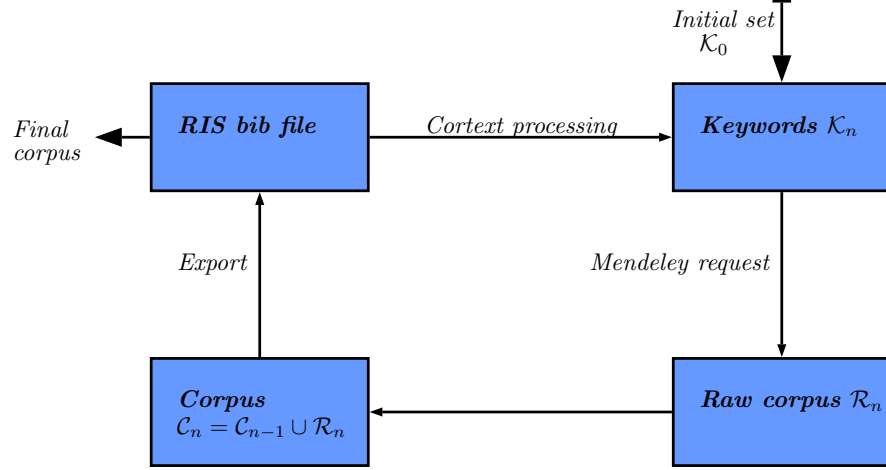 Initial set
𝒦₀
RIS bib file
Cortext processing
Keywords 𝒦ₙ
Final
corpus
Export
Mendeley request
Corpus
𝒞ₙ = 𝒞ₙ₋₁ ∪ ℛₙ
Raw corpus ℛₙ